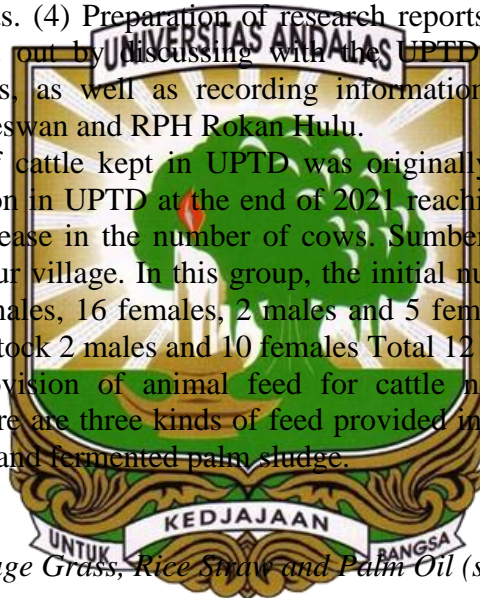 ts. (4) Preparation of research reports
UNIVERSITAS ANDALAS
out by discussing with the UPTD
s, as well as recording information
eswan and RPH Rokan Hulu.
f cattle kept in UPTD was originally
on in UPTD at the end of 2021 reachi
ease in the number of cows. Sumber
ur village. In this group, the initial nu
nales, 16 females, 2 males and 5 fem
tock 2 males and 10 females Total 12
vision of animal feed for cattle n
re are three kinds of feed provided in
and fermented palm sludge.
KEDJAJAAN
UNTUK BANGSA
age Grass, Rice Straw and Palm Oil (s